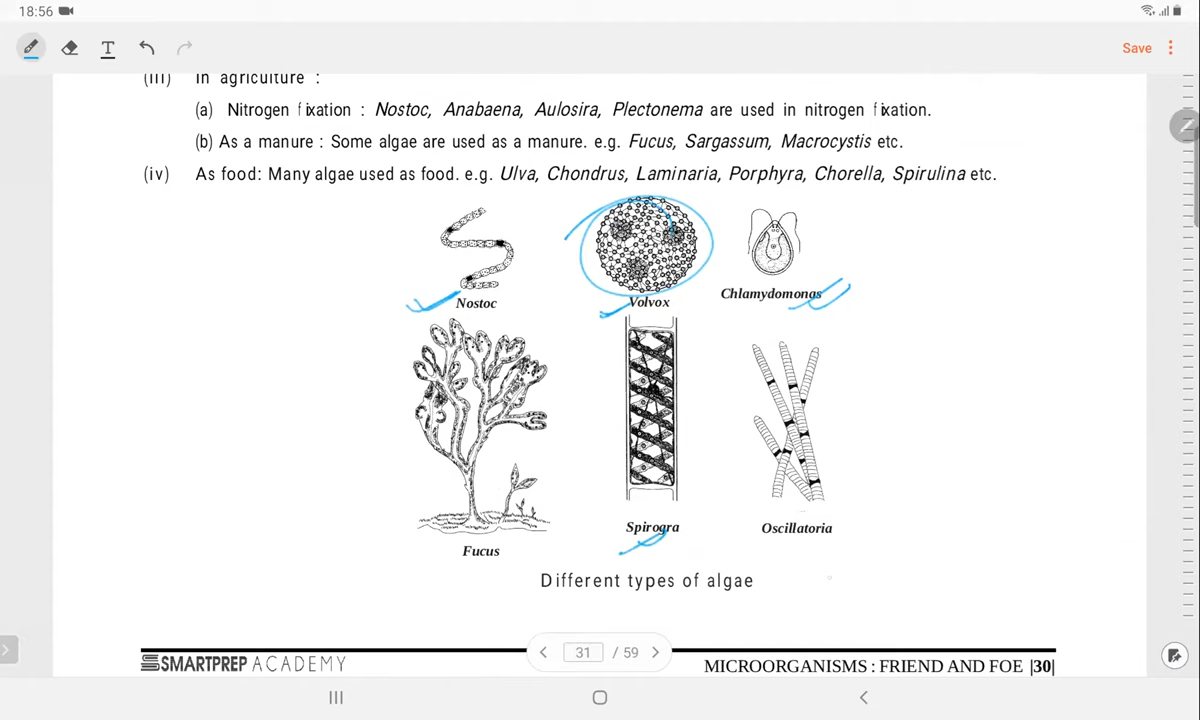 18:56
T
Save
(iii) In agriculture :
(a) Nitrogen fixation : Nostoc, Anabaena, Aulosira, Plectonema are used in nitrogen fixation.
(b) As a manure : Some algae are used as a manure. e.g. Fucus, Sargassum, Macrocystis etc.
(iv) As food: Many algae used as food. e.g. Ulva, Chondrus, Laminaria, Porphyra, Chorella, Spirulina etc.
Nostoc
Volvox
Chlamydomonas
Fucus
Spirogra
Oscillatoria
Different types of algae
SMARTPREP ACADEMY
31 / 59
MICROORGANISMS : FRIEND AND FOE |30|